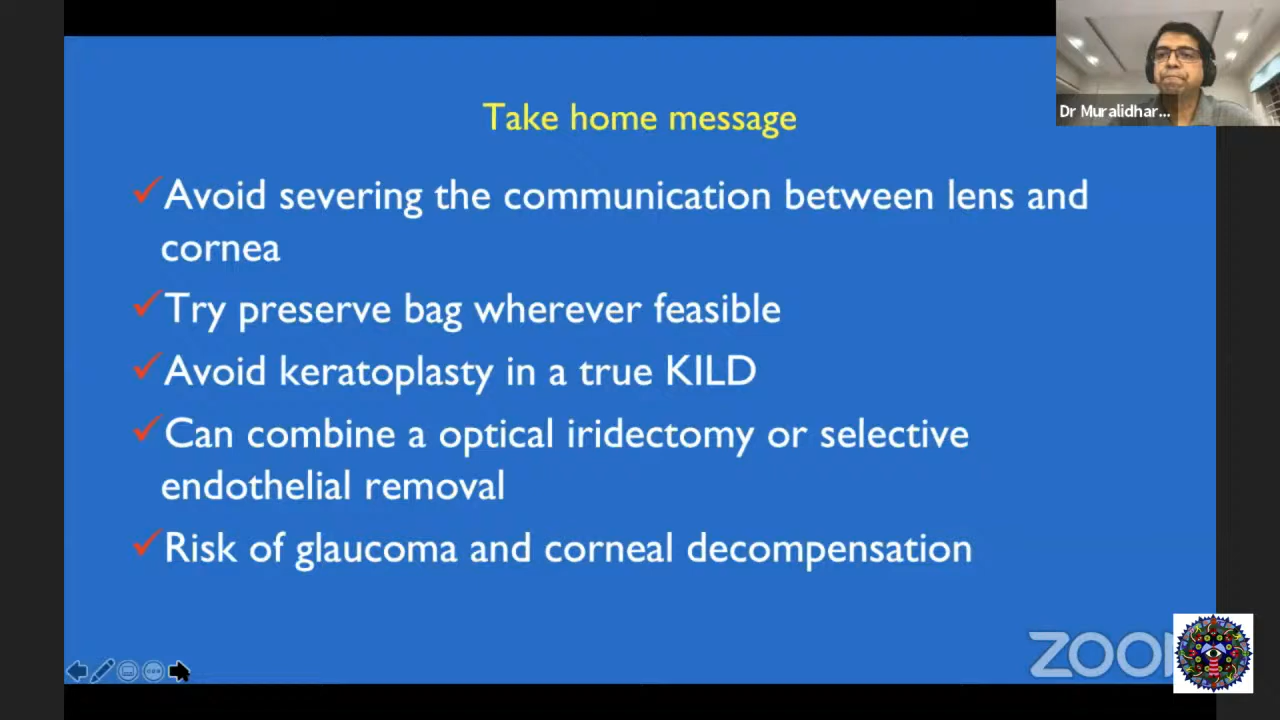 Take home message
Dr Muralidhar...
✓Avoid severing the communication between lens and
cornea
✓Try preserve bag wherever feasible
✓Avoid keratoplasty in a true KILD
✓Can combine a optical iridectomy or selective
endothelial removal
✓Risk of glaucoma and corneal decompensation
ZOOM